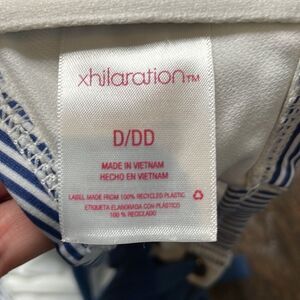 xhilaration™
D/DD
MADE IN VIETNAM
HECHO EN VIETNAM
LABEL MADE FROM 100% RECYCLED PLASTIC.
ETIQUETA ELABORADA CON PLÁSTICO
100 % RECICLADO